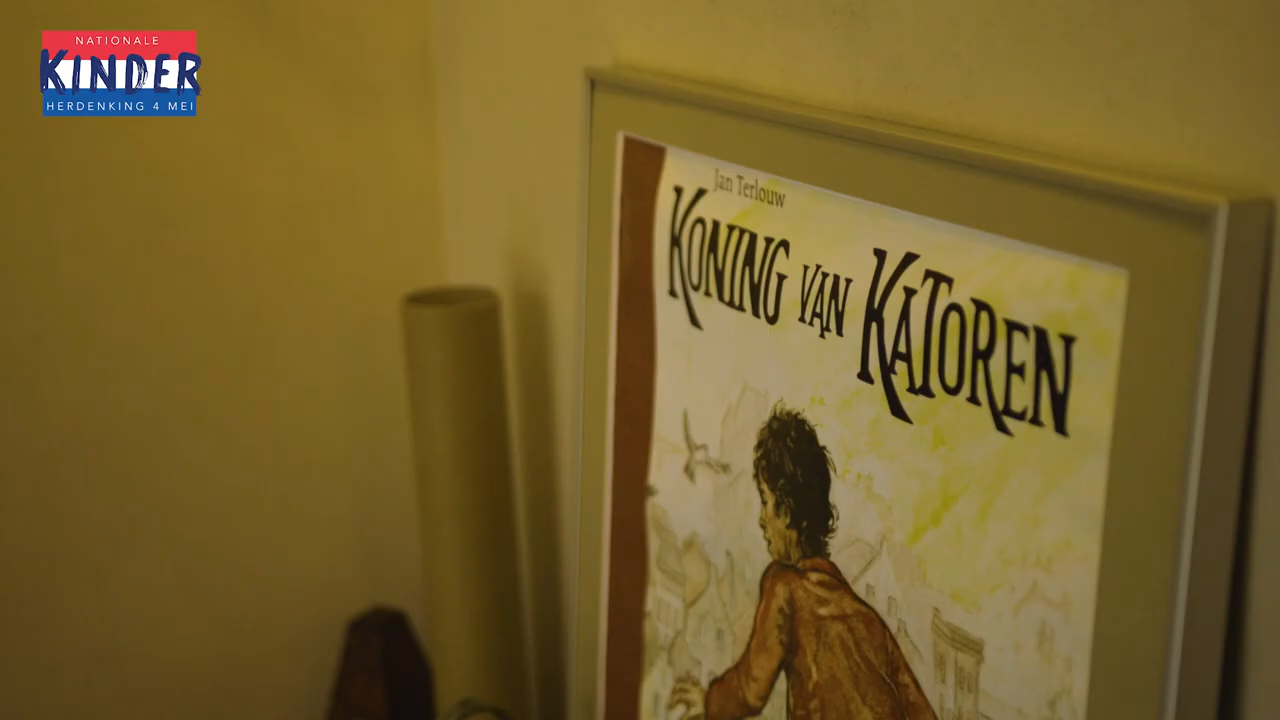 NATIONALE
KINDER
HERDENKING 4 MEI
Jan Terlouw
KONING VAN KATOREN